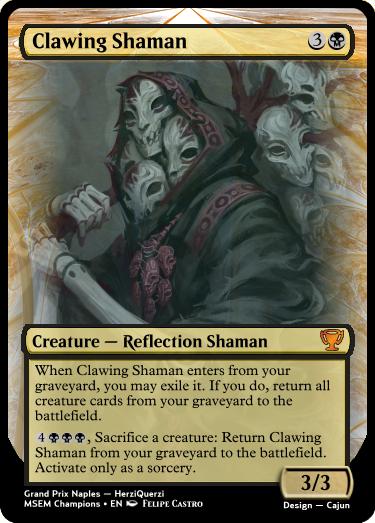 Clawing Shaman 3
Creature — Reflection Shaman
When Clawing Shaman enters from your
graveyard, you may exile it. If you do, return all
creature cards from your graveyard to the
battlefield.
4, Sacrifice a creature: Return Clawing
Shaman from your graveyard to the battlefield.
Activate only as a sorcery.
3/3
Grand Prix Naples — HerziQuerzi
MSEM Champions • EN Felipe Castro
Design — Cajun